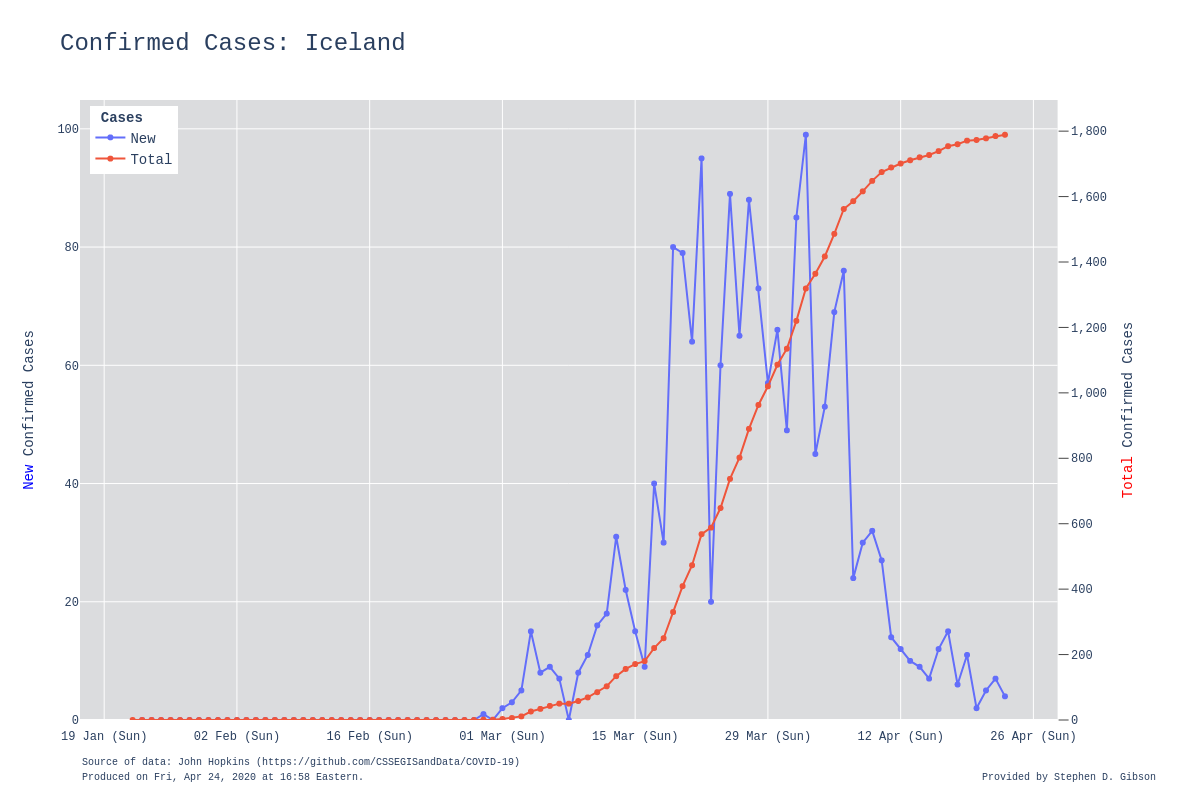 Confirmed Cases: Iceland
Cases
New
Total
100
80
60
40
20
0
1,800
1,600
1,400
1,200
1,000
800
600
400
200
0
New Confirmed Cases
Total Confirmed Cases
19 Jan (Sun) 02 Feb (Sun) 16 Feb (Sun) 01 Mar (Sun) 15 Mar (Sun) 29 Mar (Sun) 12 Apr (Sun) 26 Apr (Sun)
Source of data: John Hopkins (https://github.com/CSSEGISandData/COVID-19)
Produced on Fri, Apr 24, 2020 at 16:58 Eastern.
Provided by Stephen D. Gibson